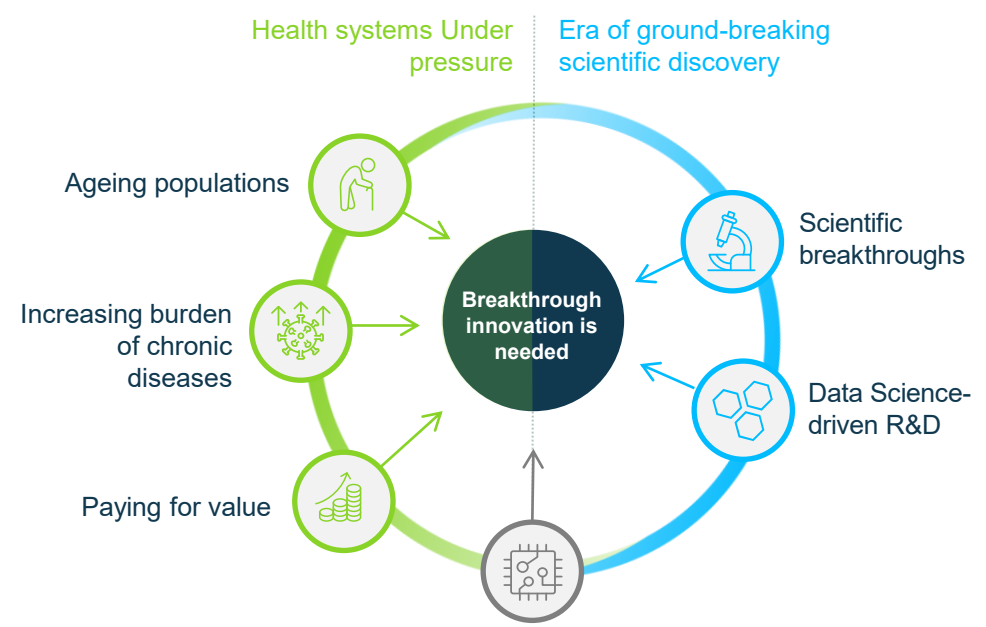 Health systems Under
pressure
Era of ground-breaking
scientific discovery
Ageing populations
Increasing burden
of chronic
diseases
Paying for value
Breakthrough
innovation is
needed
Scientific
breakthroughs
Data Science-
driven R&D